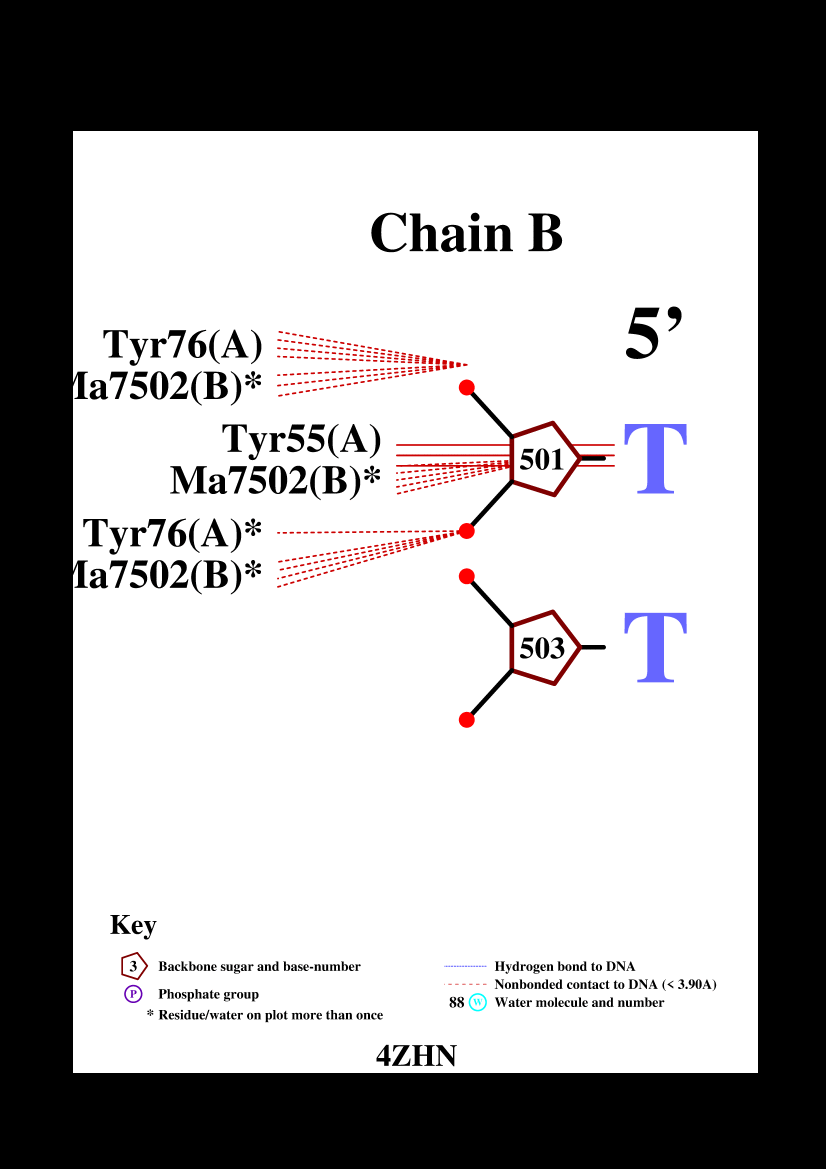 Chain B
5’
Tyr76(A)
Ma7502(B)*
Tyr55(A)
501
T
Ma7502(B)*
Tyr76(A)*
Ma7502(B)*
503
T
Key
3 Backbone sugar and base-number
P Phosphate group
* Residue/water on plot more than once
Hydrogen bond to DNA
Nonbonded contact to DNA (< 3.90A)
88 W Water molecule and number
4ZHN